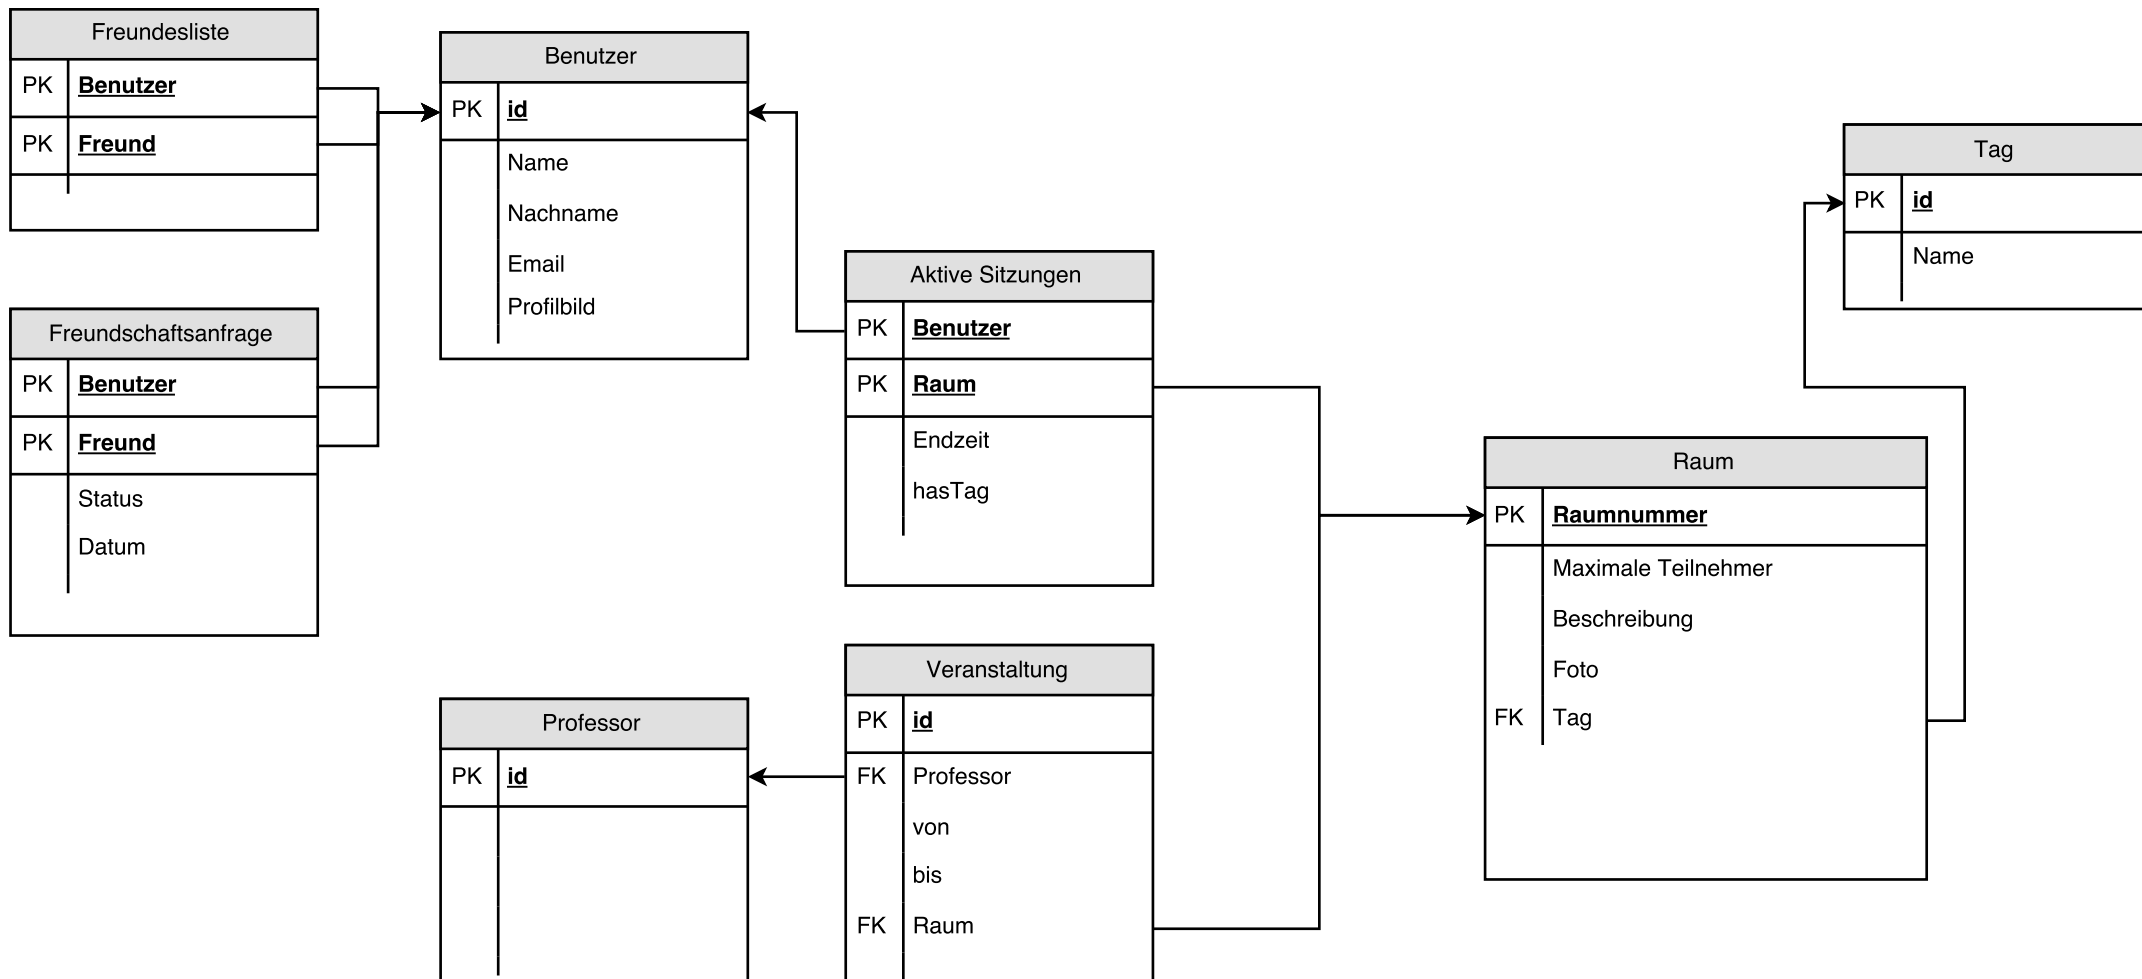 Freundesliste
PK Benutzer
PK Freund
Benutzer
PK id
Name
Nachname
Email
Profilbild
Tag
PK id
Name
Freundschaftsanfrage
PK Benutzer
PK Freund
Status
Datum
Aktive Sitzungen
PK Benutzer
PK Raum
Endzeit
hasTag
Raum
PK Raumnummer
Maximale Teilnehmer
Beschreibung
Foto
FK Tag
Professor
PK id
Veranstaltung
PK id
FK Professor
von
bis
FK Raum